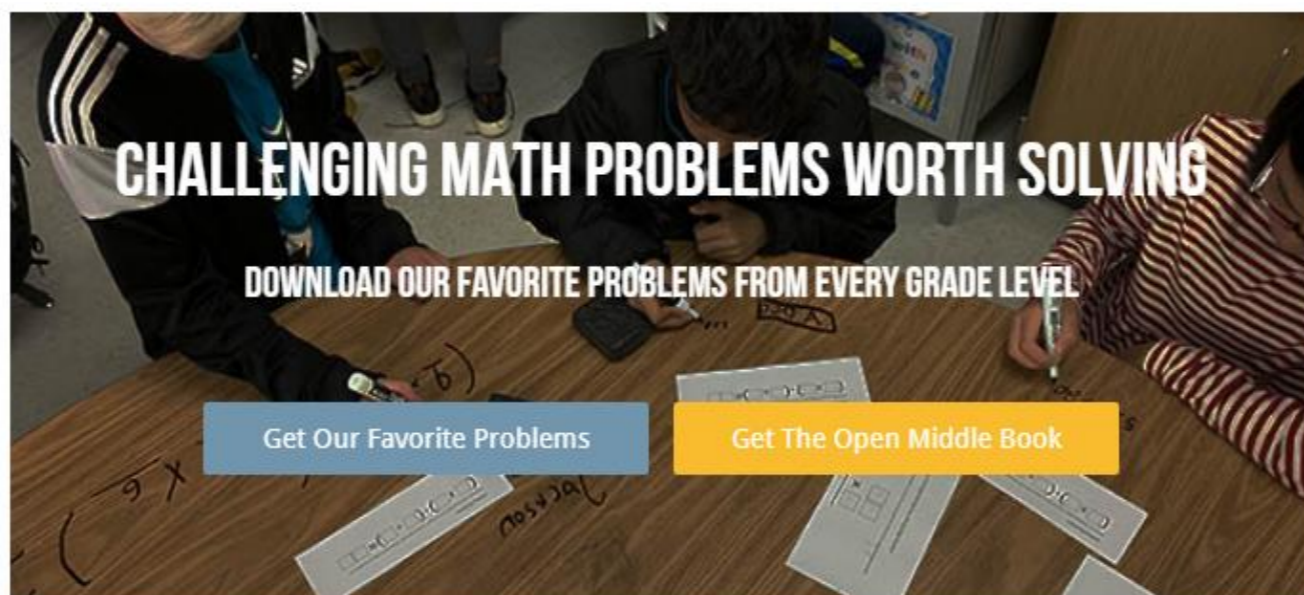 CHALLENGING MATH PROBLEMS WORTH SOLVING
DOWNLOAD OUR FAVORITE PROBLEMS FROM EVERY GRADE LEVEL
Get Our Favorite Problems
Get The Open Middle Book
Jackson